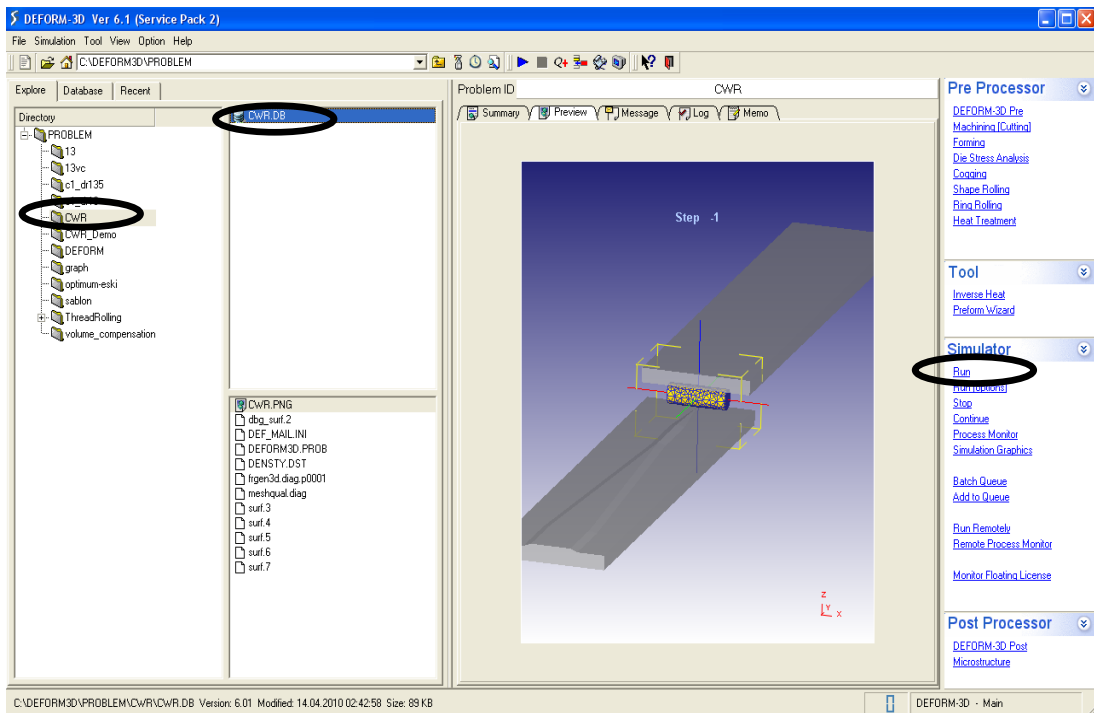 DEFORM-3D Ver 6.1 (Service Pack 2)
File Simulation Tool View Option Help
C:\DEFORM3D\PROBLEM
Explore Database Recent
Directory
PROBLEM
13
13vc
c1_dr135
CWR
CWR_Demo
DEFORM
graph
optimum-eski
sablon
ThreadRolling
volume_compensation
CWR.DB
CWR.PNG
dbg_surf.2
DEF_MAIL.INI
DEFORM3D.PROB
DENSTY.DST
frgen3d.diag.p0001
meshqual.diag
surf.3
surf.4
surf.5
surf.6
surf.7
Problem ID CWR
Summary Preview Message Log Memo
Step -1
Z
Y X
Pre Processor
DEFORM-3D Pre
Machining [Cutting]
Forming
Die Stress Analysis
Cogging
Shape Rolling
Ring Rolling
Heat Treatment
Tool
Inverse Heat
Preform Wizard
Simulator
Run
Run (options)
Stop
Continue
Process Monitor
Simulation Graphics
Batch Queue
Add to Queue
Run Remotely
Remote Process Monitor
Monitor Floating License
Post Processor
DEFORM-3D Post
Microstructure
C:\DEFORM3D\PROBLEM\CWR\CWR.DB Version: 6.01 Modified: 14.04.2010 02:42:58 Size: 89 KB
DEFORM-3D - Main